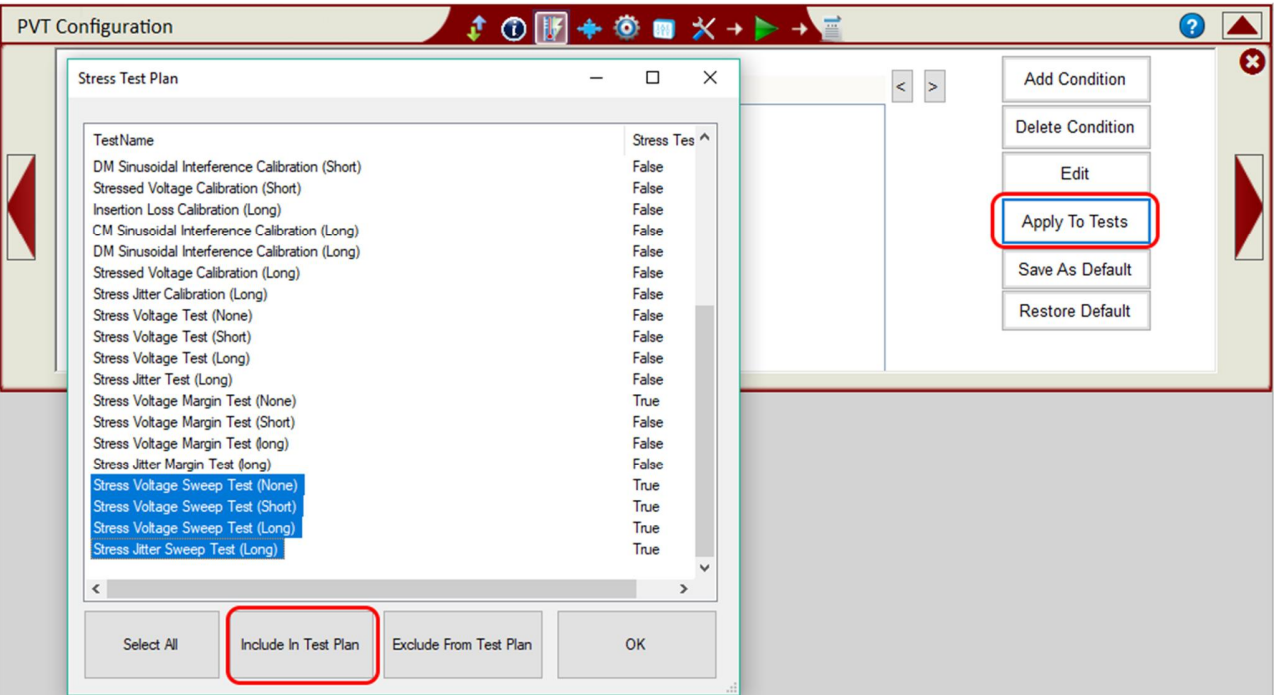 PVT Configuration
?
Stress Test Plan
< >
Add Condition
Delete Condition
Edit
Apply To Tests
Save As Default
Restore Default
TestName Stress Tes
DM Sinusoidal Interference Calibration (Short) False
Stressed Voltage Calibration (Short) False
Insertion Loss Calibration (Long) False
CM Sinusoidal Interference Calibration (Long) False
DM Sinusoidal Interference Calibration (Long) False
Stressed Voltage Calibration (Long) False
Stress Jitter Calibration (Long) False
Stress Voltage Test (None) False
Stress Voltage Test (Short) False
Stress Voltage Test (Long) False
Stress Jitter Test (Long) False
Stress Voltage Margin Test (None) True
Stress Voltage Margin Test (Short) False
Stress Voltage Margin Test (long) False
Stress Jitter Margin Test (long) False
Stress Voltage Sweep Test (None) True
Stress Voltage Sweep Test (Short) True
Stress Voltage Sweep Test (Long) True
Stress Jitter Sweep Test (Long) True
Select All Include In Test Plan Exclude From Test Plan OK